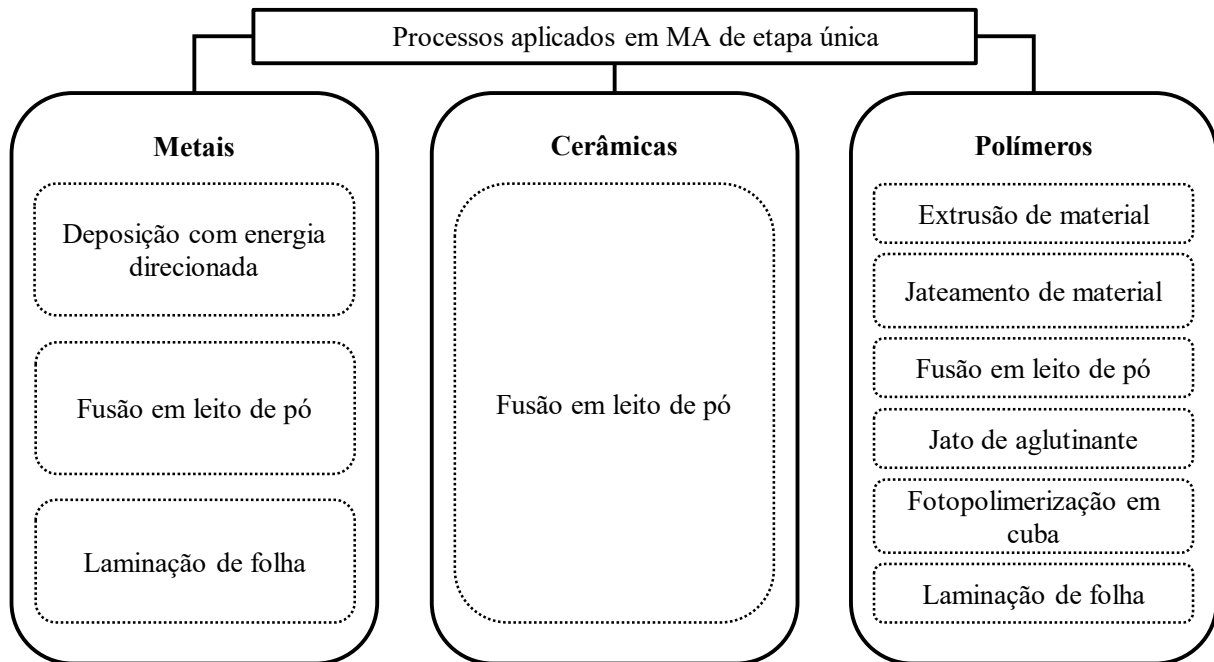 Processos aplicados em MA de etapa única
Metais
Deposição com energia
direcionada
Fusão em leito de pó
Laminação de folha
Cerâmicas
Fusão em leito de pó
Polímeros
Extrusão de material
Jateamento de material
Fusão em leito de pó
Jato de aglutinante
Fotopolimerização em
cuba
Laminação de folha